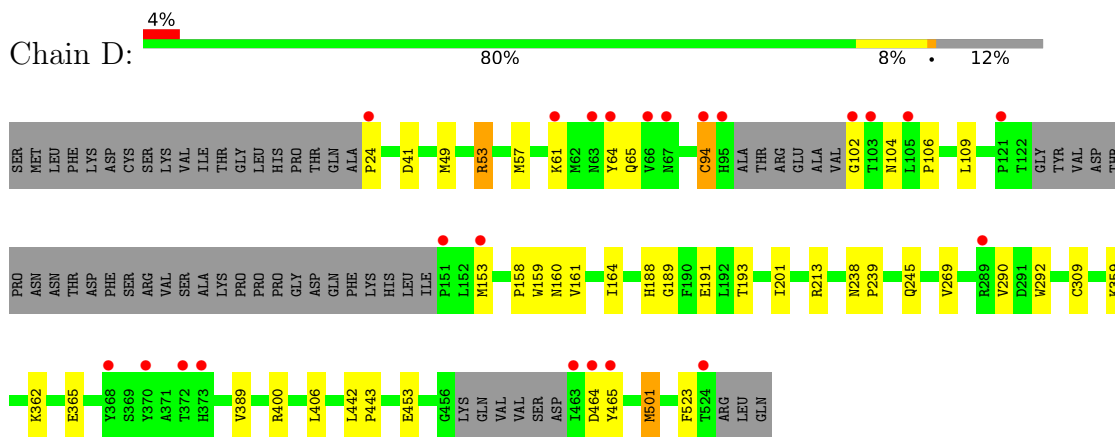 4%
Chain D:
80% 8% • 12%
SER MET LEU PHE LYS ASP CYS SER LYS VAL ILE THR GLY LEU HIS PRO THR GLN ALA P24 D41 M49 R53 M57 K61 M62 N63 Y64 Q65 V66 N67 C94 H95 ALA THR ARG GLU ALA VAL G102 T103 N104 L105 P106 L109 P121 T122 GLY TYR VAL ASP THR
PRO ASN ASN THR ASP PHE SER ARG VAL SER ALA LYS PRO PRO PRO GLY ASP GLN PHE LYS HIS LEU ILE P151 L152 M153 P158 W159 N160 V161 I164 H188 G189 F190 E191 L192 T193 I201 R213 N238 P239 Q245 V269 R289 V290 D291 W292 C309 K359
K362 E365 Y368 S369 Y370 A371 T372 H373 V389 R400 L406 L442 P443 E453 G456 LYS GLN VAL VAL SER ASP I463 D464 Y465 M501 F523 T524 ARG LEU GLN